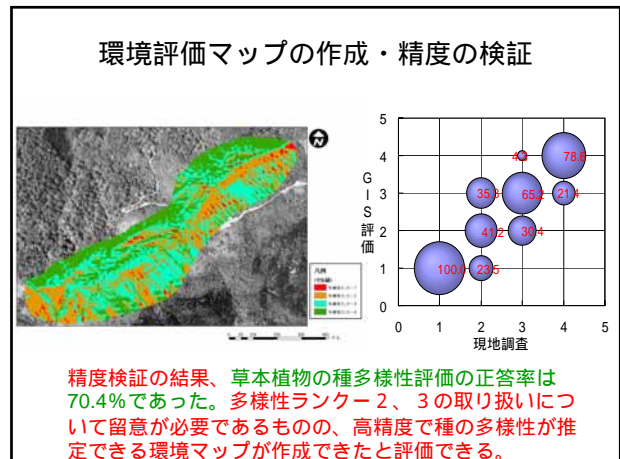 環境評価マップの作成・精度の検証
N
凡例
5
4
3
2
1
0
GIS評価
78.6
35.3
65.2
21.4
41.2
30.4
100.0
23.5
0 1 2 3 4 5
現地調査
精度検証の結果、草本植物の種多様性評価の正答率は
70.4%であった。多様性ランクー2、3の取り扱いにつ
いて留意が必要であるものの、高精度で種の多様性が推
定できる環境マップが作成できたと評価できる。